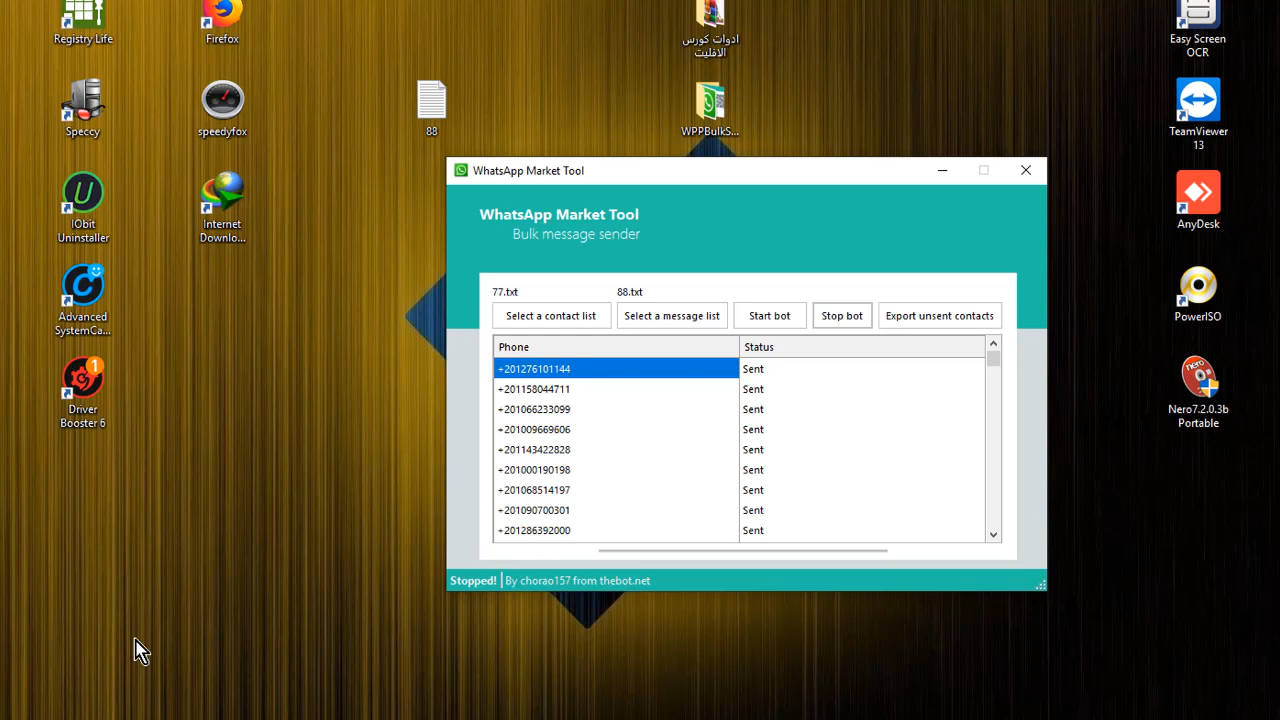 Registry Life
Firefox
ادوات كورس
الافليت
Easy Screen
OCR
Speccy
speedyfox
88
WPPBulkS...
TeamViewer
13
IObit
Uninstaller
Internet
Downlo...
AnyDesk
Advanced
SystemCa...
PowerISO
1
Driver
Booster 6
nero
Nero7.2.0.3b
Portable
WhatsApp Market Tool
WhatsApp Market Tool
Bulk message sender
77.txt
88.txt
Select a contact list
Select a message list
Start bot
Stop bot
Export unsent contacts
Phone
Status
+201276101144 Sent
+201158044711 Sent
+201066233099 Sent
+201009669606 Sent
+201143422828 Sent
+201000190198 Sent
+201068514197 Sent
+201090700301 Sent
+201286392000 Sent
Stopped! By chorao157 from thebot.net